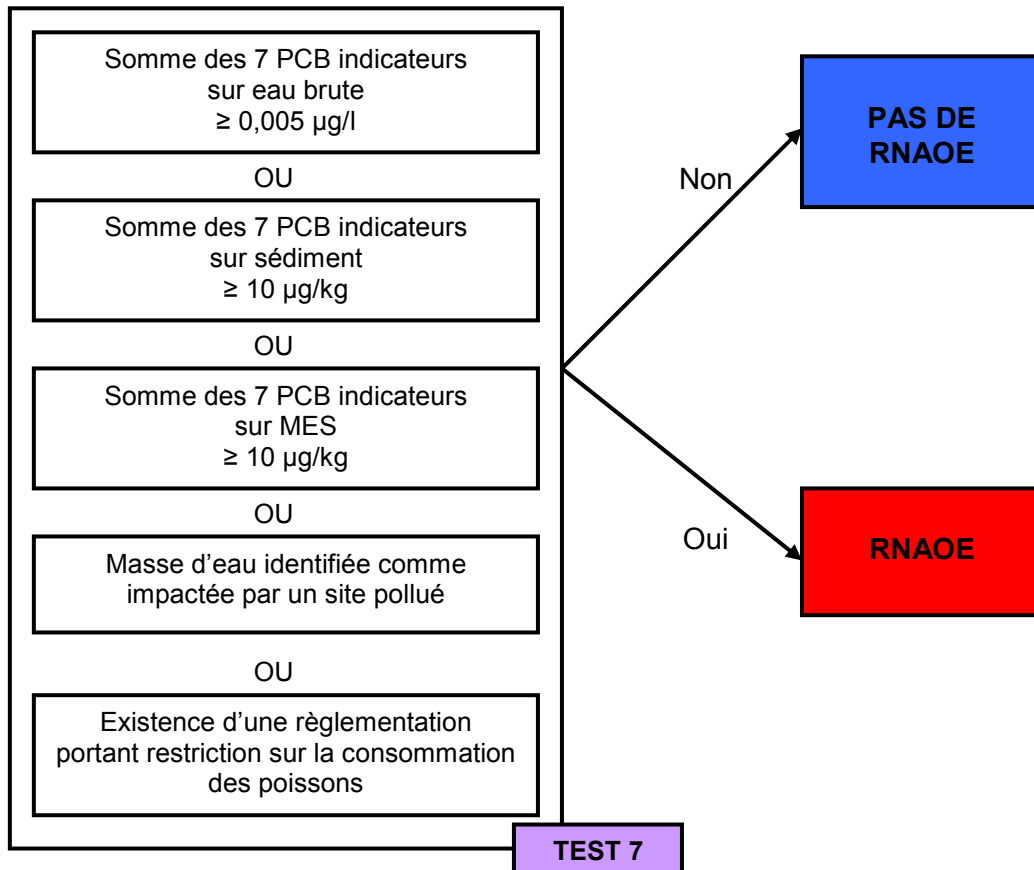 Somme des 7 PCB indicateurs
sur eau brute
≥ 0,005 µg/l
OU
Somme des 7 PCB indicateurs
sur sédiment
≥ 10 µg/kg
OU
Somme des 7 PCB indicateurs
sur MES
≥ 10 µg/kg
OU
Masse d’eau identifiée comme
impactée par un site pollué
OU
Existence d’une règlementation
portant restriction sur la consommation
des poissons
TEST 7
Non
PAS DE
RNAOE
Oui
RNAOE